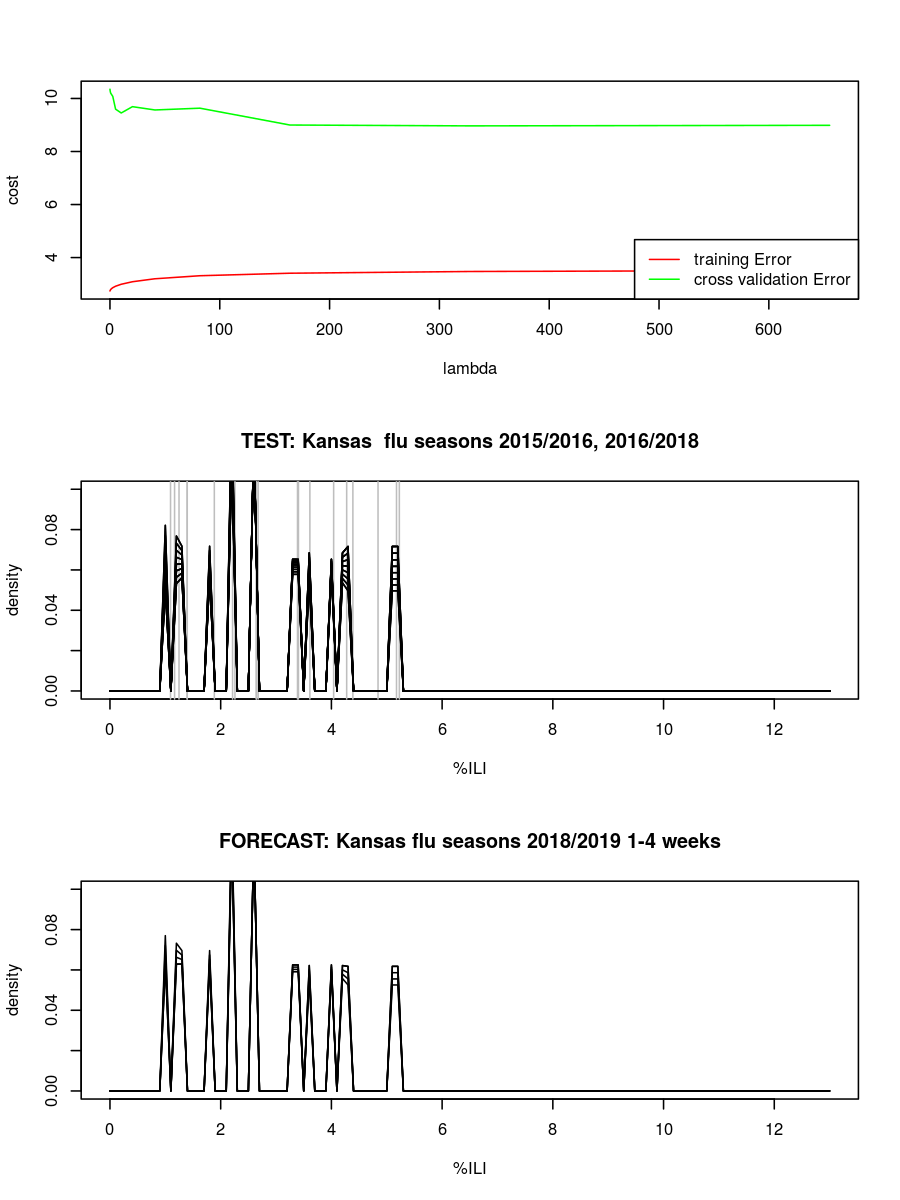 10
8
6
4
cost
training Error
cross validation Error
0 100 200 300 400 500 600
lambda
TEST: Kansas  flu seasons 2015/2016, 2016/2018
0.08
0.04
0.00
density
0 2 4 6 8 10 12
%ILI
FORECAST: Kansas flu seasons 2018/2019 1-4 weeks
0.08
0.04
0.00
density
0 2 4 6 8 10 12
%ILI